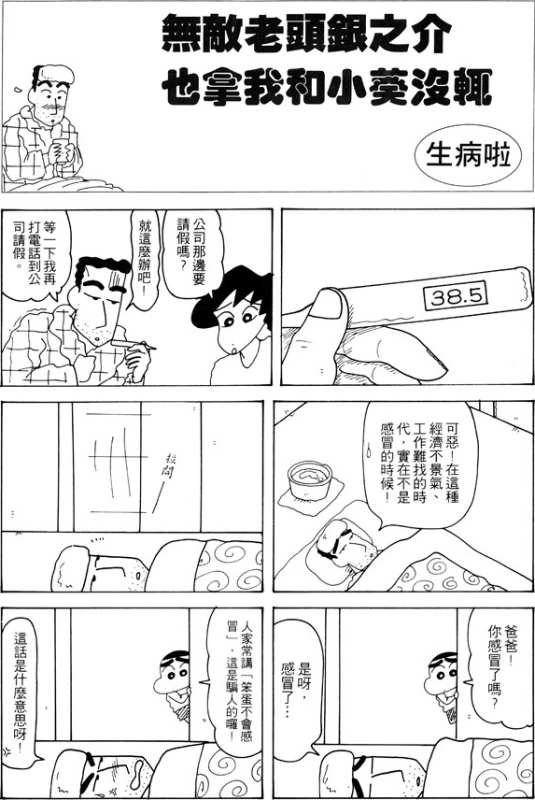 無敵老頭銀之介
也拿我和小葵沒輒
生病啦
38.5
公司那邊要
請假嗎？
就這麼辦吧！
等一下我再
打電話到公
司請假。
可惡！在這種
經濟不景氣、
工作難找的時
代，實在不是
感冒的時候！
拉開
爸爸！
你感冒了嗎？
是呀，
感冒了…
人家常講「笨蛋不會感
冒」，這是騙人的囉！
這話是什麼意思呀！